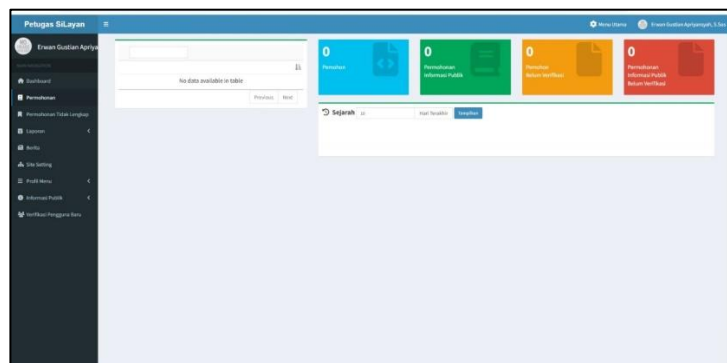 Petugas SiLayan
Menu Utama
Erwan Gustian Apriyansyah, S.Sos
Erwan Gustian Apriya
Dashboard
Permohonan
Permohonan Tidak Lengkap
Laporan
Berita
Site Setting
Profil Menu
Informasi Publik
Verifikasi Pengguna Baru
No data available in table
Previous Next
0
Pemohon
0
Permohonan
Informasi Publik
0
Pemohon
Belum Verifikasi
0
Permohonan
Informasi Publik
Belum Verifikasi
Sejarah
Hari Terakhir
Tampilkan